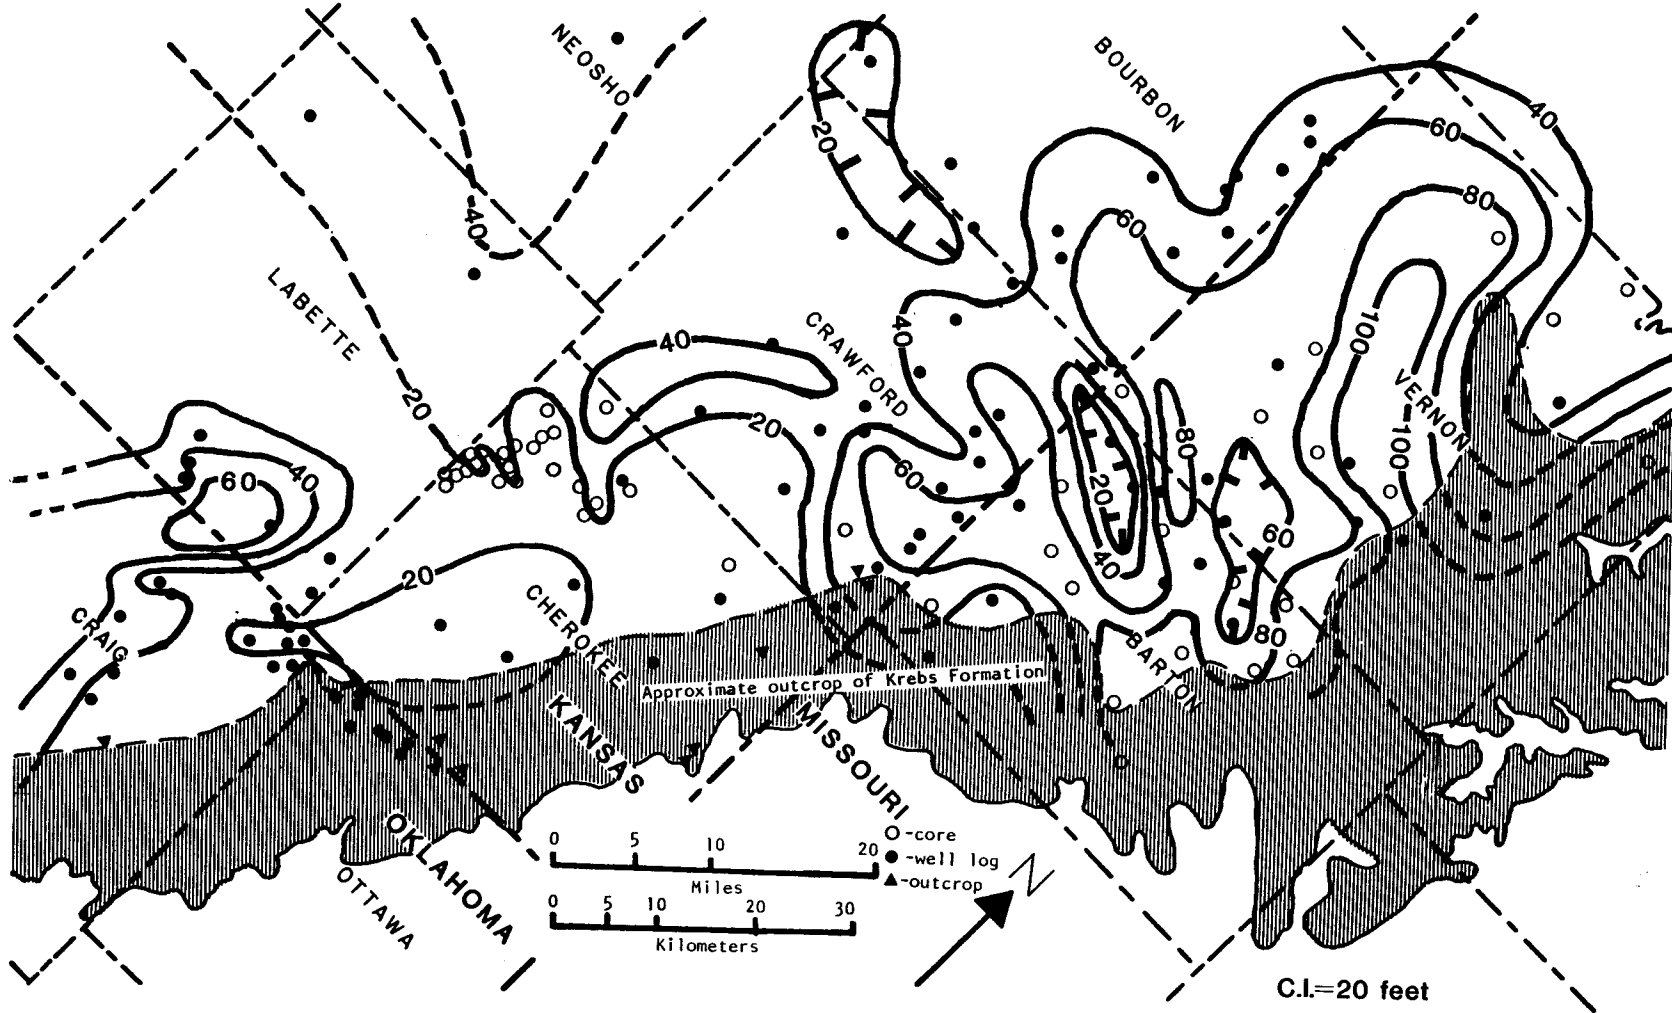 NEOSHO
BOURBON
40
20
60
80
40
60
LABETTE
CRAWFORD
40
40
100
VERNON
20
20
60
80
100
20
40
60
60
40
20
CHEROKEE
CRAIG
80
BARTON
Approximate outcrop of Krebs Formation
KANSAS
MISSOURI
OKLAHOMA
OTTAWA
0 5 10 20
Miles
0 5 10 20 30
Kilometers
-core
-well log
-outcrop
N
C.I.=20 feet